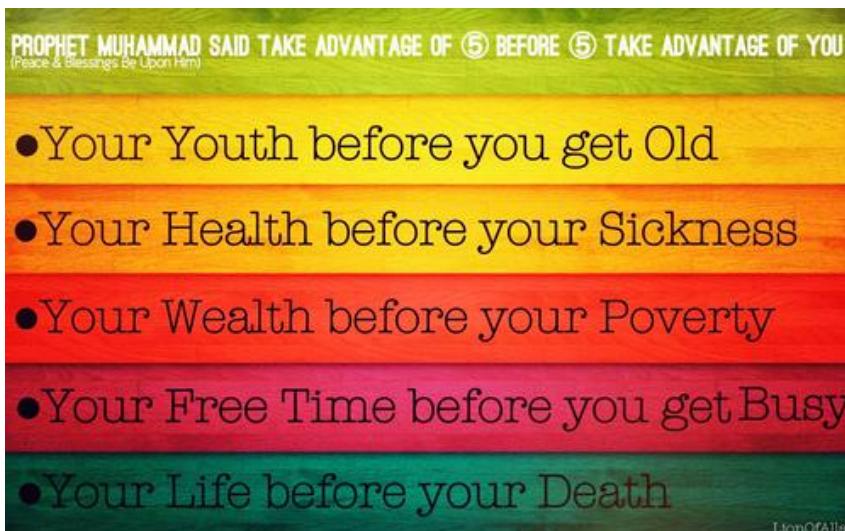 PROPHET MUHAMMAD SAID TAKE ADVANTAGE OF ⑤ BEFORE ⑤ TAKE ADVANTAGE OF YOU
(Peace & Blessings Be Upon Him)
•Your Youth before you get Old
•Your Health before your Sickness
•Your Wealth before your Poverty
•Your Free Time before you get Busy
•Your Life before your Death